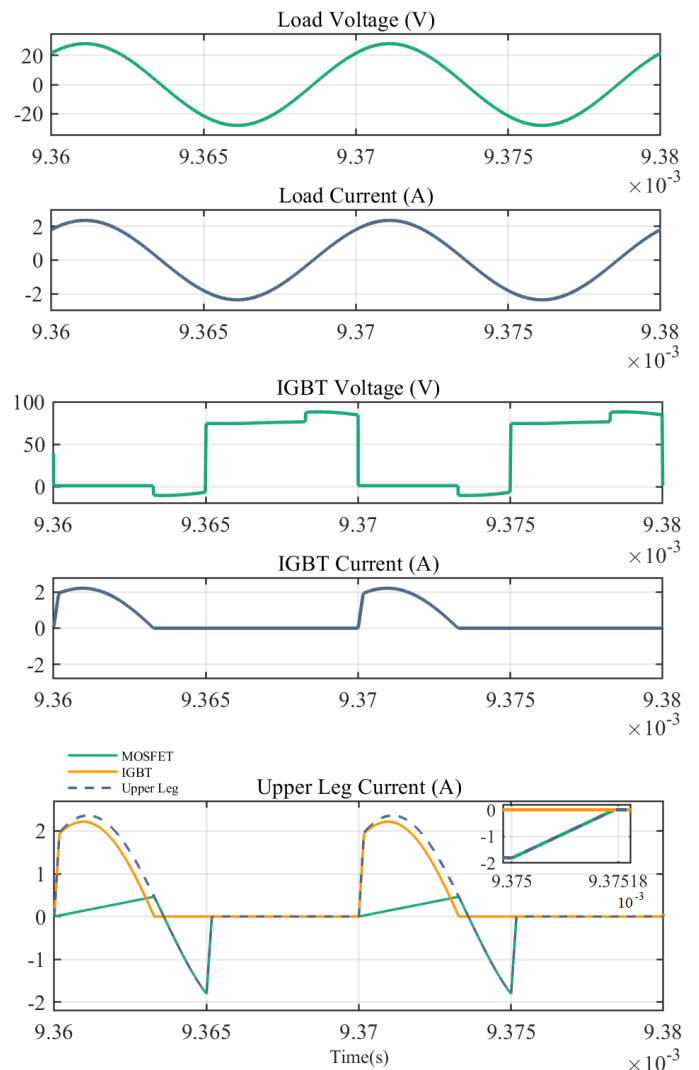 Load Voltage (V)
20
0
-20
9.36 9.365 9.37 9.375 9.38
×10-3
Load Current (A)
2
0
-2
9.36 9.365 9.37 9.375 9.38
×10-3
IGBT Voltage (V)
100
50
0
9.36 9.365 9.37 9.375 9.38
×10-3
IGBT Current (A)
2
0
-2
9.36 9.365 9.37 9.375 9.38
×10-3
MOSFET
IGBT
Upper Leg
Upper Leg Current (A)
2
1
0
-1
-2
0
-1
-2
9.375 9.37518
10-3
9.36 9.365 9.37 9.375 9.38
Time(s)
×10-3